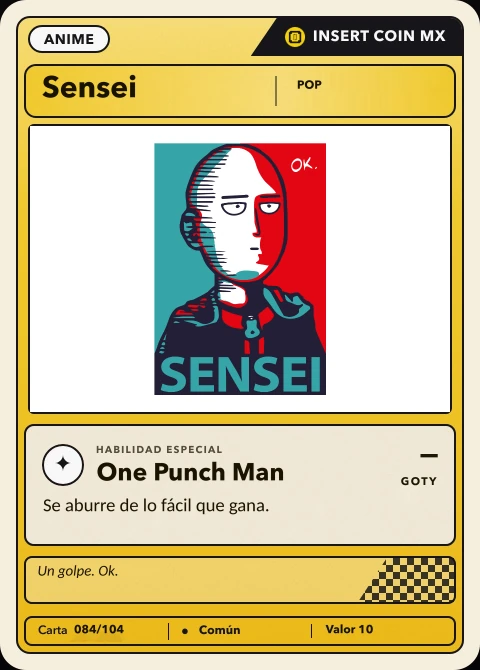 ANIME
INSERT COIN MX
Sensei
POP
OK.
SENSEI
HABILIDAD ESPECIAL
One Punch Man
—
GOTY
Se aburre de lo fácil que gana.
Un golpe. Ok.
Carta 084/104 • Común Valor 10